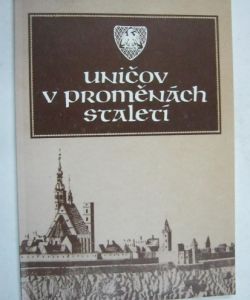 Uničov
v proměnách
staletí